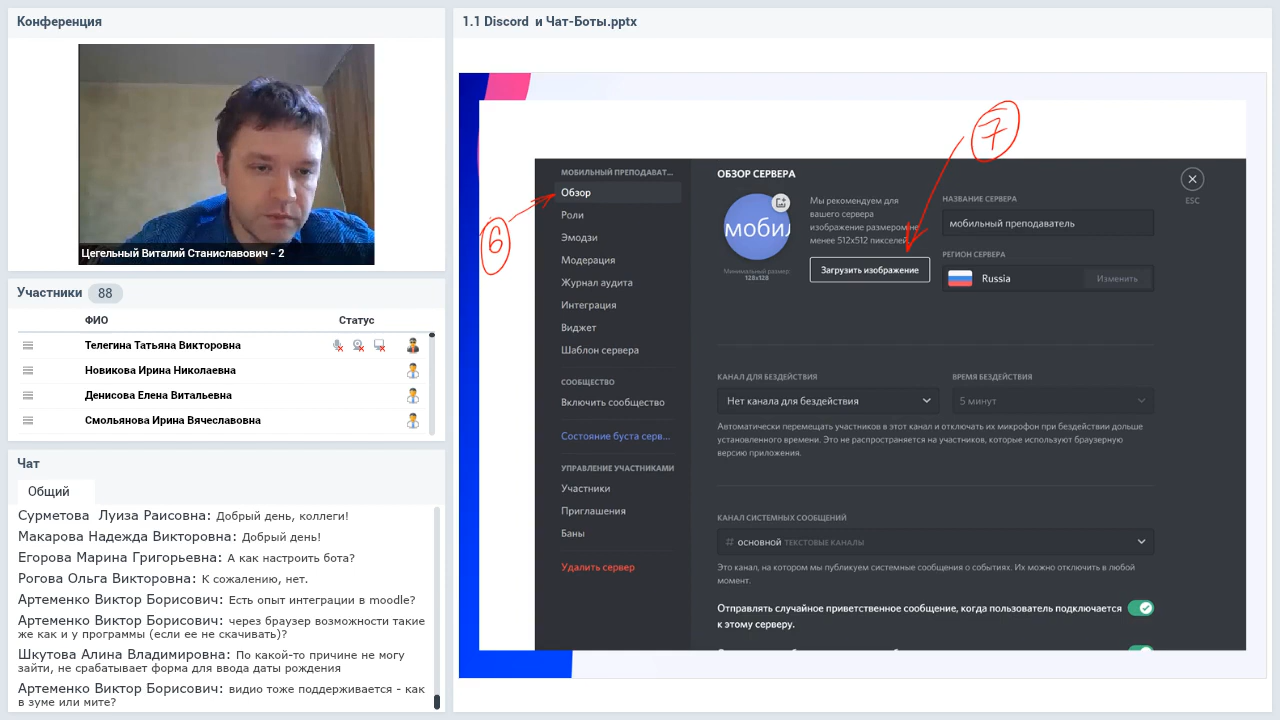 Конференция
Цегельный Виталий Станиславович - 2
Участники 88
ФИО Статус
Телегина Татьяна Викторовна
Новикова Ирина Николаевна
Денисова Елена Витальевна
Смольянова Ирина Вячеславовна
Чат
Общий
Сурметова Луиза Раисовна: Добрый день, коллеги!
Макарова Надежда Викторовна: Добрый день!
Егорова Марина Григорьевна: А как настроить бота?
Рогова Ольга Викторовна: К сожалению, нет.
Артеменко Виктор Борисович: Есть опыт интеграции в moodle?
Артеменко Виктор Борисович: через браузер возможности такие
же как и у программы (если ее не скачивать)?
Шкутова Алина Владимировна: По какой-то причине не могу
зайти, не срабатывает форма для ввода даты рождения
Артеменко Виктор Борисович: видио тоже поддерживается - как
в зуме или мите?
1.1 Discord и Чат-Боты.pptx
6
7
МОБИЛЬНЫЙ ПРЕПОДАВАТ...
Обзор
Роли
Эмодзи
Модерация
Журнал аудита
Интеграция
Виджет
Шаблон сервера
СООБЩЕСТВО
Включить сообщество
Состояние буста серв...
УПРАВЛЕНИЕ УЧАСТНИКАМИ
Участники
Приглашения
Баны
Удалить сервер
ОБЗОР СЕРВЕРА
моби
Минимальный размер:
128x128
Мы рекомендуем для
вашего сервера
изображение размером не
менее 512x512 пикселей.
Загрузить изображение
НАЗВАНИЕ СЕРВЕРА
мобильный преподаватель
РЕГИОН СЕРВЕРА
Russia Изменить
ESC
КАНАЛ ДЛЯ БЕЗДЕЙСТВИЯ ВРЕМЯ БЕЗДЕЙСТВИЯ
Нет канала для бездействия 5 минут
Автоматически перемещать участников в этот канал и отключать их микрофон при бездействии дольше
установленного времени. Это не распространяется на участников, которые используют браузерную
версию приложения.
КАНАЛ СИСТЕМНЫХ СООБЩЕНИЙ
# основной ТЕКСТОВЫЕ КАНАЛЫ
Это канал, на котором мы публикуем системные сообщения о событиях. Их можно отключить в любой
момент.
Отправлять случайное приветственное сообщение, когда пользователь подключается
к этому серверу.